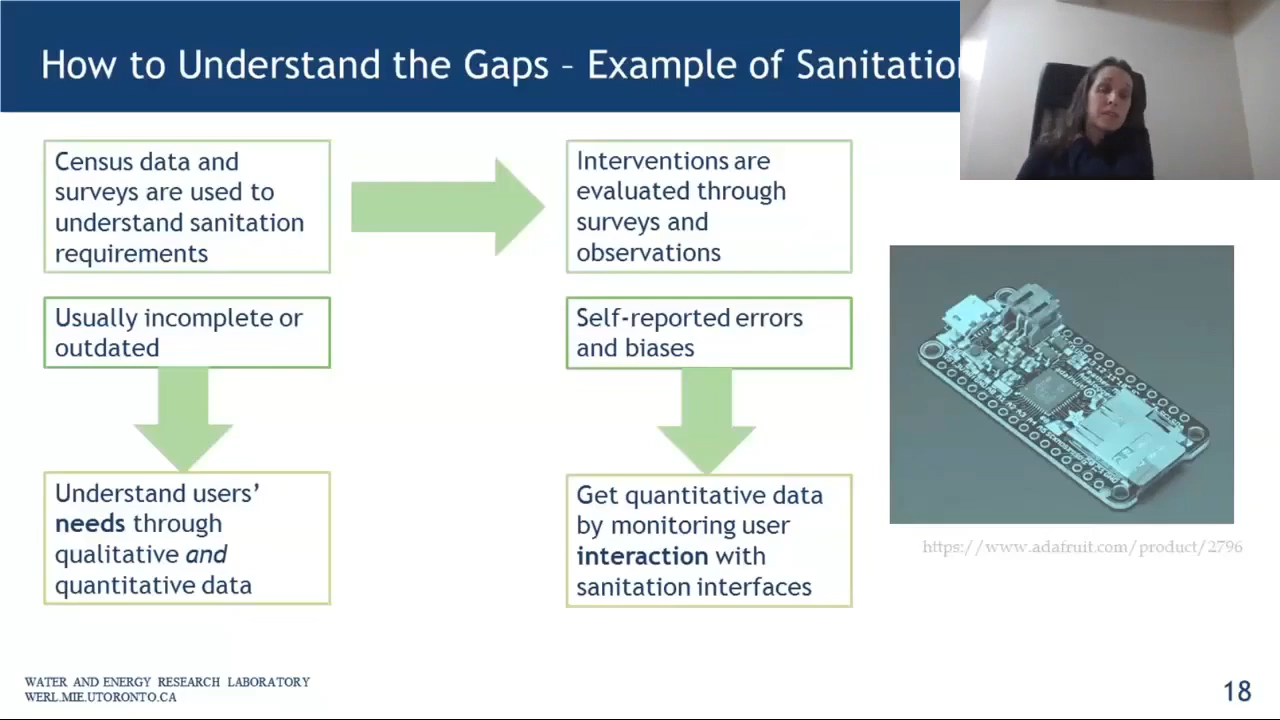 How to Understand the Gaps – Example of Sanitation
Census data and
surveys are used to
understand sanitation
requirements
Interventions are
evaluated through
surveys and
observations
Usually incomplete or
outdated
Self-reported errors
and biases
Understand users’
needs through
qualitative and
quantitative data
Get quantitative data
by monitoring user
interaction with
sanitation interfaces
adafruit
https://www.adafruit.com/product/2796
WATER AND ENERGY RESEARCH LABORATORY
WERL.MIE.UTORONTO.CA
18